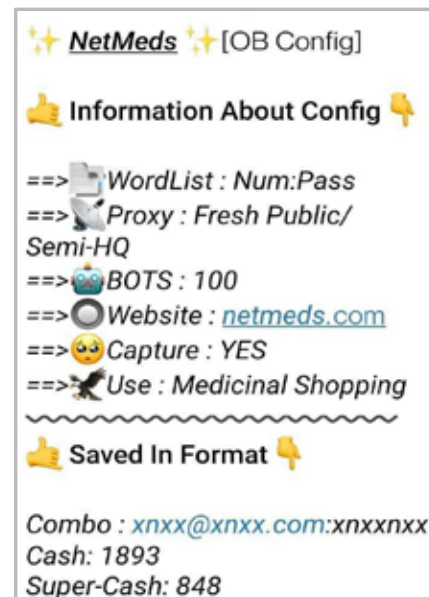 ✨ NetMeds ✨[OB Config]
🤙 Information About Config 👇
==>📑WordList : Num:Pass
==>📡Proxy : Fresh Public/
Semi-HQ
==>🤖BOTS : 100
==>🔘Website : netmeds.com
==>🥺Capture : YES
==>🦅Use : Medicinal Shopping
🤙 Saved In Format 👇
Combo : xnxx@xnxx.com:xnxxnxx
Cash: 1893
Super-Cash: 848